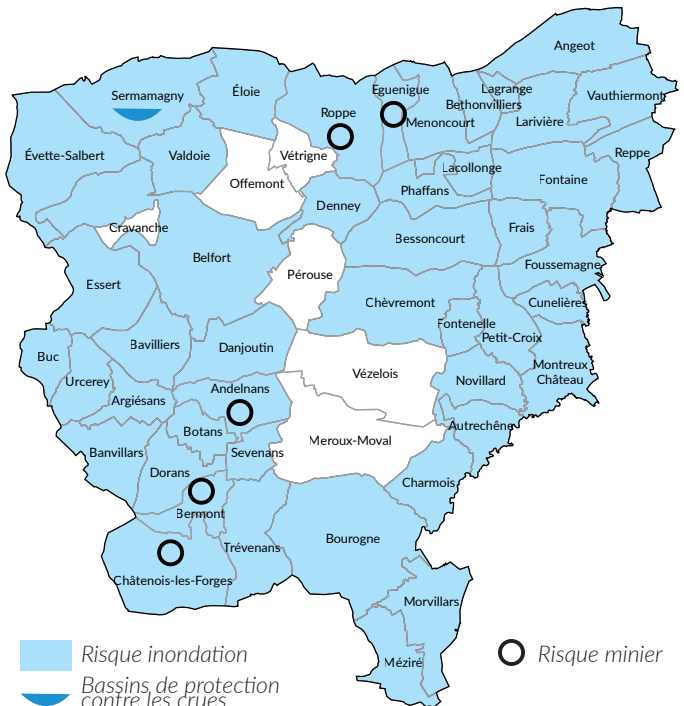 Angeot
Éloie
Eguenigue
Lagrange
Sermamagny
Vauthiermont
Bethonvilliers
Roppe
Menoncourt
Larivière
Évette-Salbert
Valdoie
Vétrigne
Reppe
Lacollonge
Offemont
Fontaine
Phaffans
Denney
Cravanche
Frais
Bessoncourt
Belfort
Foussemagne
Pérouse
Essert
Chèvremont
Cunelières
Fontenelle
Petit-Croix
Bavilliers
Danjoutin
Buc
Montreux
Château
Vézelois
Urcerey
Novillard
Andelnans
Argiésans
Autrechêne
Botans
Meroux-Moval
Banvillars
Sevenans
Dorans
Charmois
Bermont
Bourogne
Trévenans
Châtenois-les-Forges
Morvillars
Méziré
Risque inondation
Risque minier
Bassins de protection
contre les crues